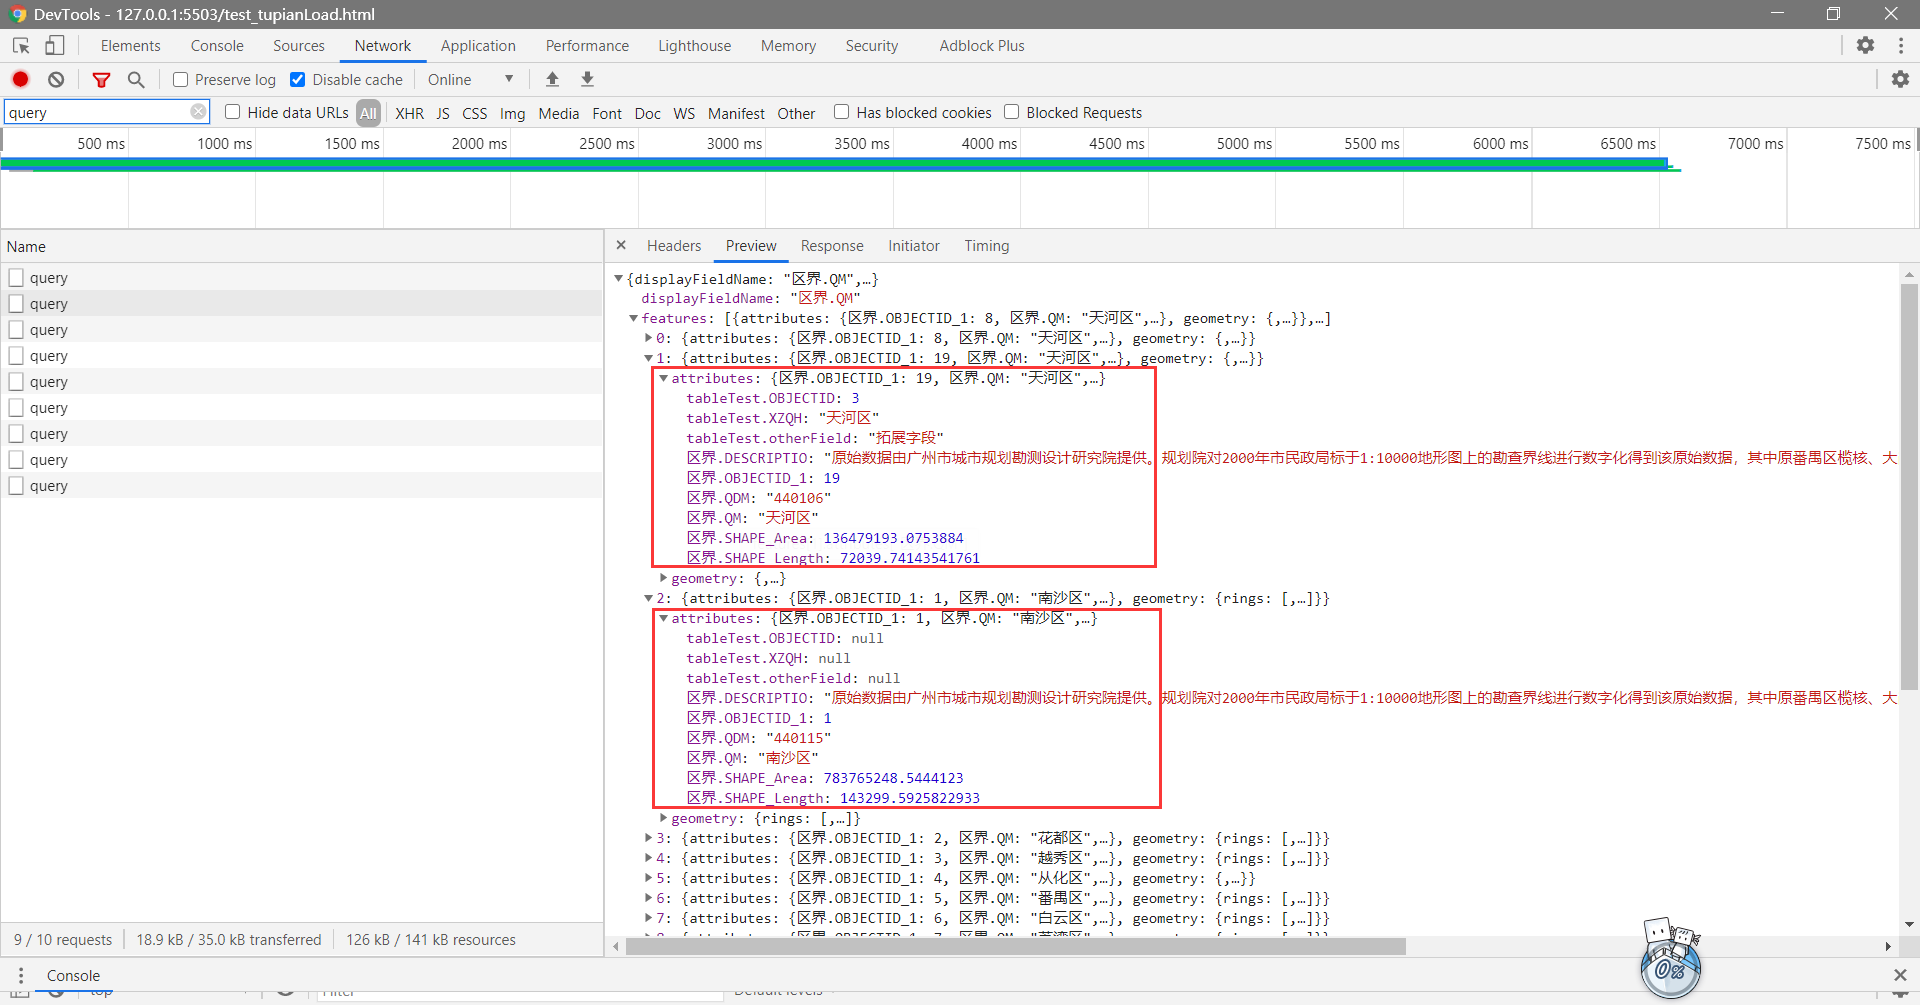 DevTools - 127.0.0.1:5503/test_tupianLoad.html
Elements Console Sources Network Application Performance Lighthouse Memory Security Adblock Plus
Preserve log Disable cache Online
query Hide data URLs All XHR JS CSS Img Media Font Doc WS Manifest Other Has blocked cookies Blocked Requests
500 ms 1000 ms 1500 ms 2000 ms 2500 ms 3000 ms 3500 ms 4000 ms 4500 ms 5000 ms 5500 ms 6000 ms 6500 ms 7000 ms 7500 ms
Name
query
query
query
query
query
query
query
query
query
Headers Preview Response Initiator Timing
{displayFieldName: "区界.QM",…}
displayFieldName: "区界.QM"
features: [{attributes: {区界.OBJECTID_1: 8, 区界.QM: "天河区",…}, geometry: {,…}},…]
0: {attributes: {区界.OBJECTID_1: 8, 区界.QM: "天河区",…}, geometry: {,…}}
1: {attributes: {区界.OBJECTID_1: 19, 区界.QM: "天河区",…}, geometry: {,…}}
attributes: {区界.OBJECTID_1: 19, 区界.QM: "天河区",…}
tableTest.OBJECTID: 3
tableTest.XZQH: "天河区"
tableTest.otherField: "拓展字段"
区界.DESCRIPTIO: "原始数据由广州市城市规划勘测设计研究院提供。规划院对2000年市民政局标于1:10000地形图上的勘查界线进行数字化得到该原始数据，其中原番禺区榄核、大
区界.OBJECTID_1: 19
区界.QDM: "440106"
区界.QM: "天河区"
区界.SHAPE_Area: 136479193.0753884
区界.SHAPE_Length: 72039.74143541761
geometry: {,…}
2: {attributes: {区界.OBJECTID_1: 1, 区界.QM: "南沙区",…}, geometry: {rings: [,…]}}
attributes: {区界.OBJECTID_1: 1, 区界.QM: "南沙区",…}
tableTest.OBJECTID: null
tableTest.XZQH: null
tableTest.otherField: null
区界.DESCRIPTIO: "原始数据由广州市城市规划勘测设计研究院提供。规划院对2000年市民政局标于1:10000地形图上的勘查界线进行数字化得到该原始数据，其中原番禺区榄核、大
区界.OBJECTID_1: 1
区界.QDM: "440115"
区界.QM: "南沙区"
区界.SHAPE_Area: 783765248.5444123
区界.SHAPE_Length: 143299.5925822933
geometry: {rings: [,…]}
3: {attributes: {区界.OBJECTID_1: 2, 区界.QM: "花都区",…}, geometry: {rings: [,…]}}
4: {attributes: {区界.OBJECTID_1: 3, 区界.QM: "越秀区",…}, geometry: {rings: [,…]}}
5: {attributes: {区界.OBJECTID_1: 4, 区界.QM: "从化区",…}, geometry: {,…}}
6: {attributes: {区界.OBJECTID_1: 5, 区界.QM: "番禺区",…}, geometry: {rings: [,…]}}
7: {attributes: {区界.OBJECTID_1: 6, 区界.QM: "白云区",…}, geometry: {rings: [,…]}}
9 / 10 requests 18.9 kB / 35.0 kB transferred 126 kB / 141 kB resources
0%
Console